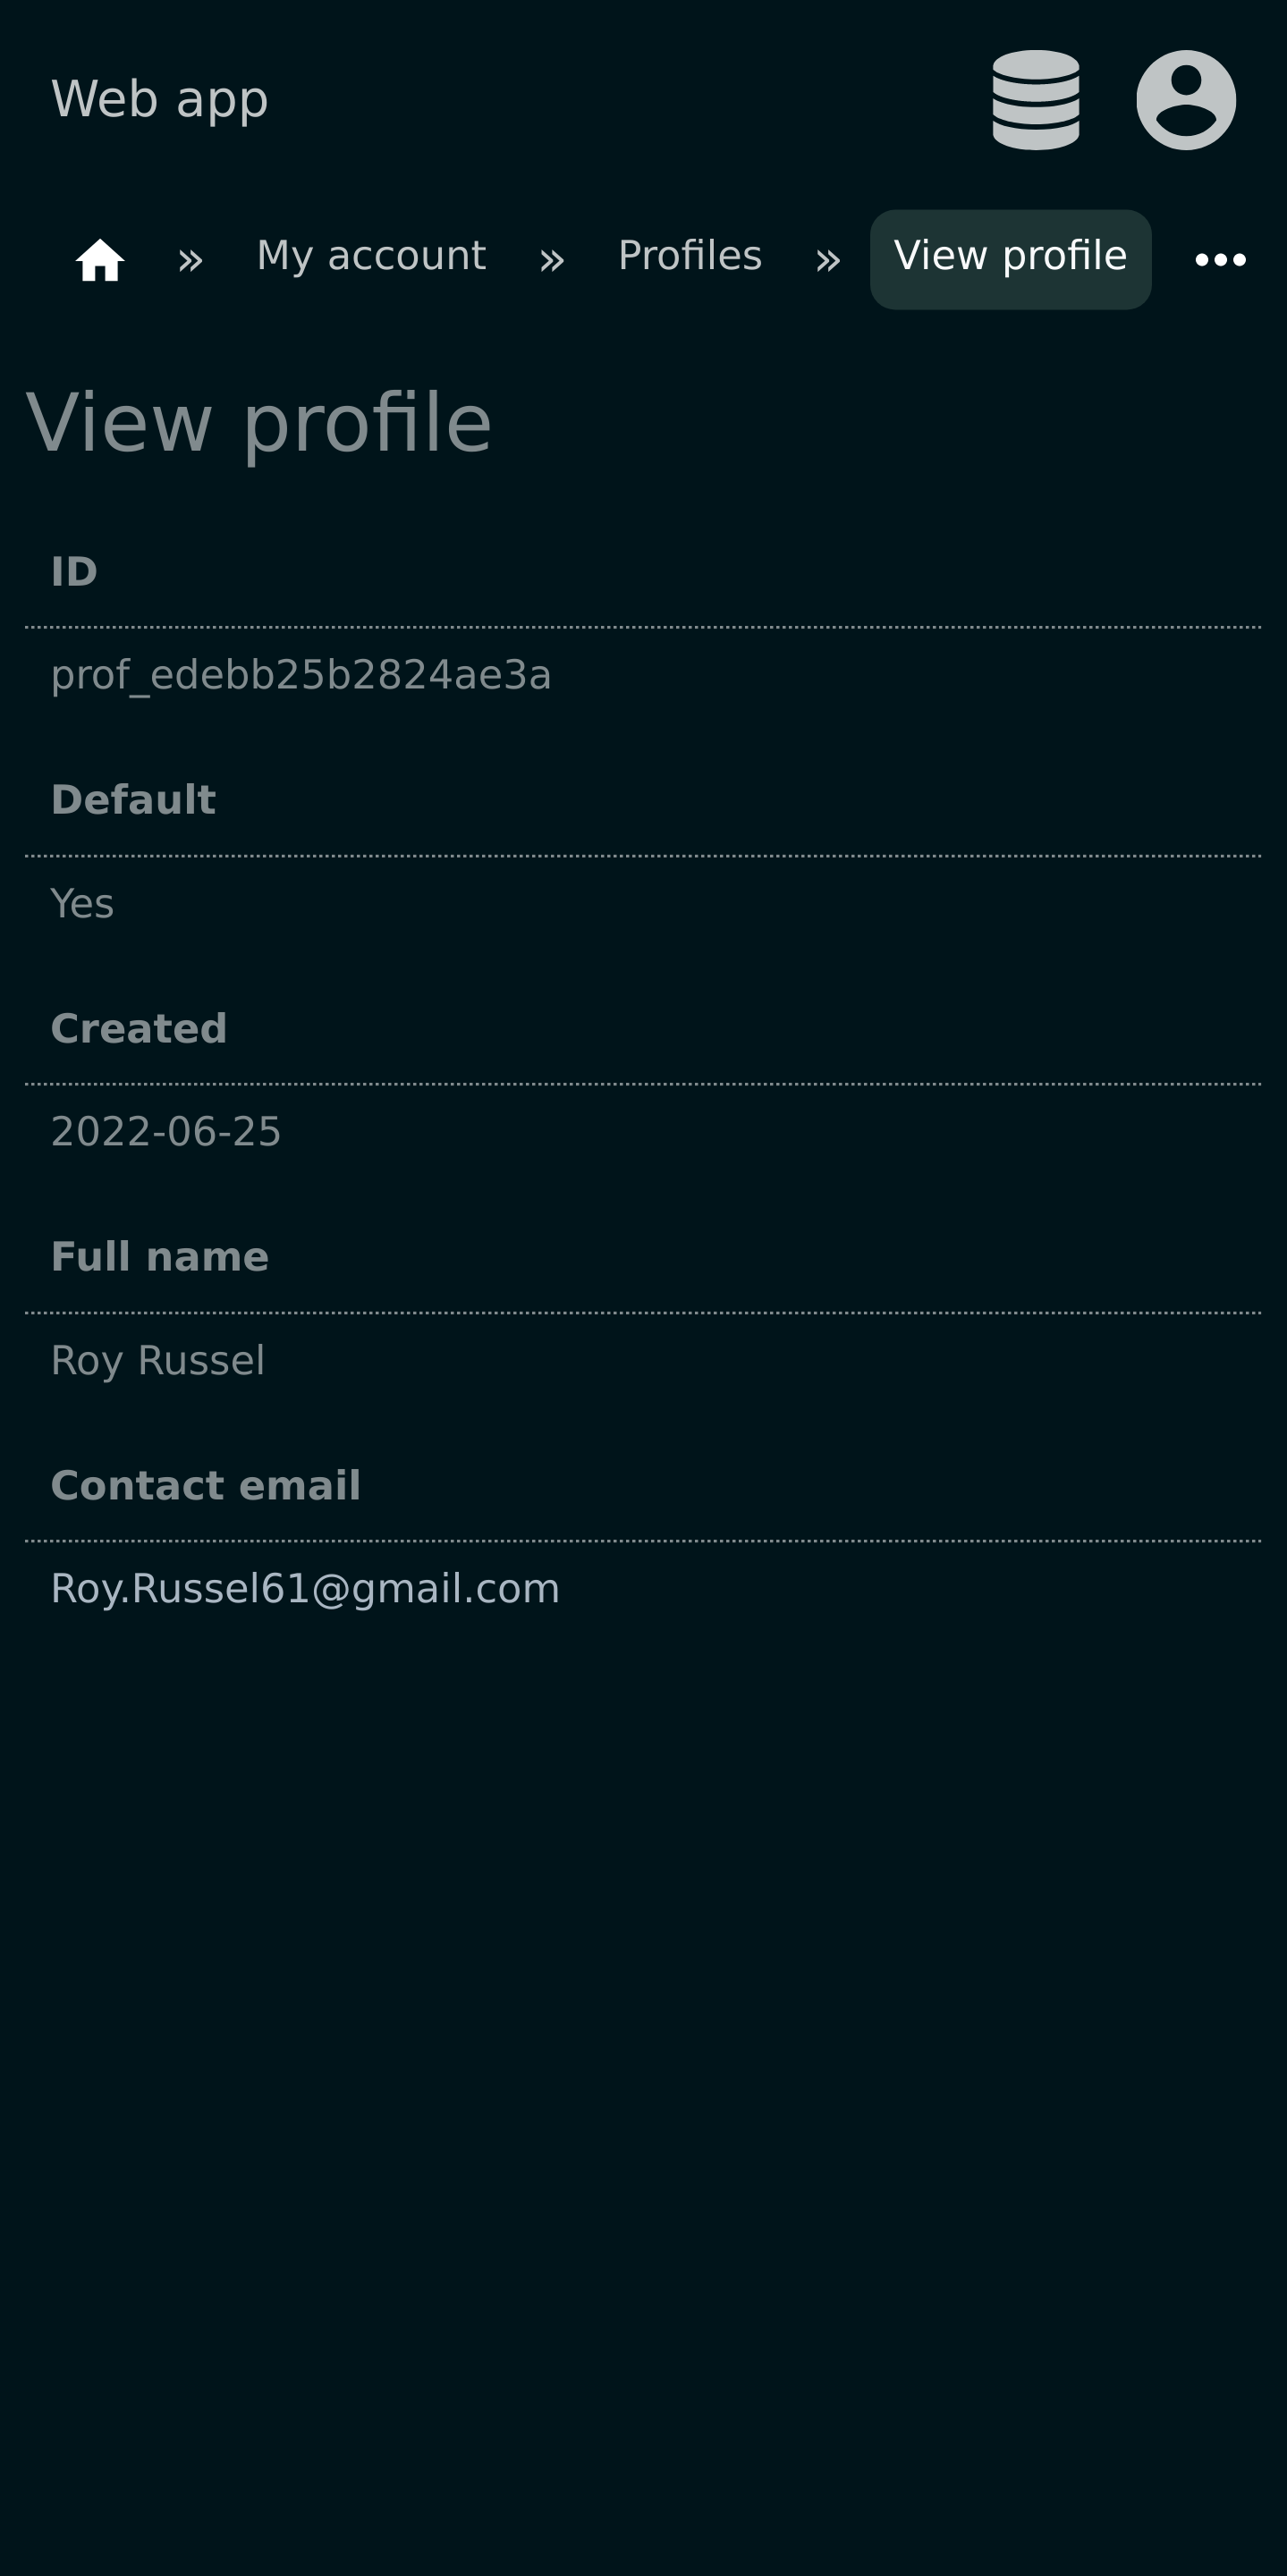 Web app
» My account » Profiles » View profile
View profile
ID
prof_edebb25b2824ae3a
Default
Yes
Created
2022-06-25
Full name
Roy Russel
Contact email
Roy.Russel61@gmail.com